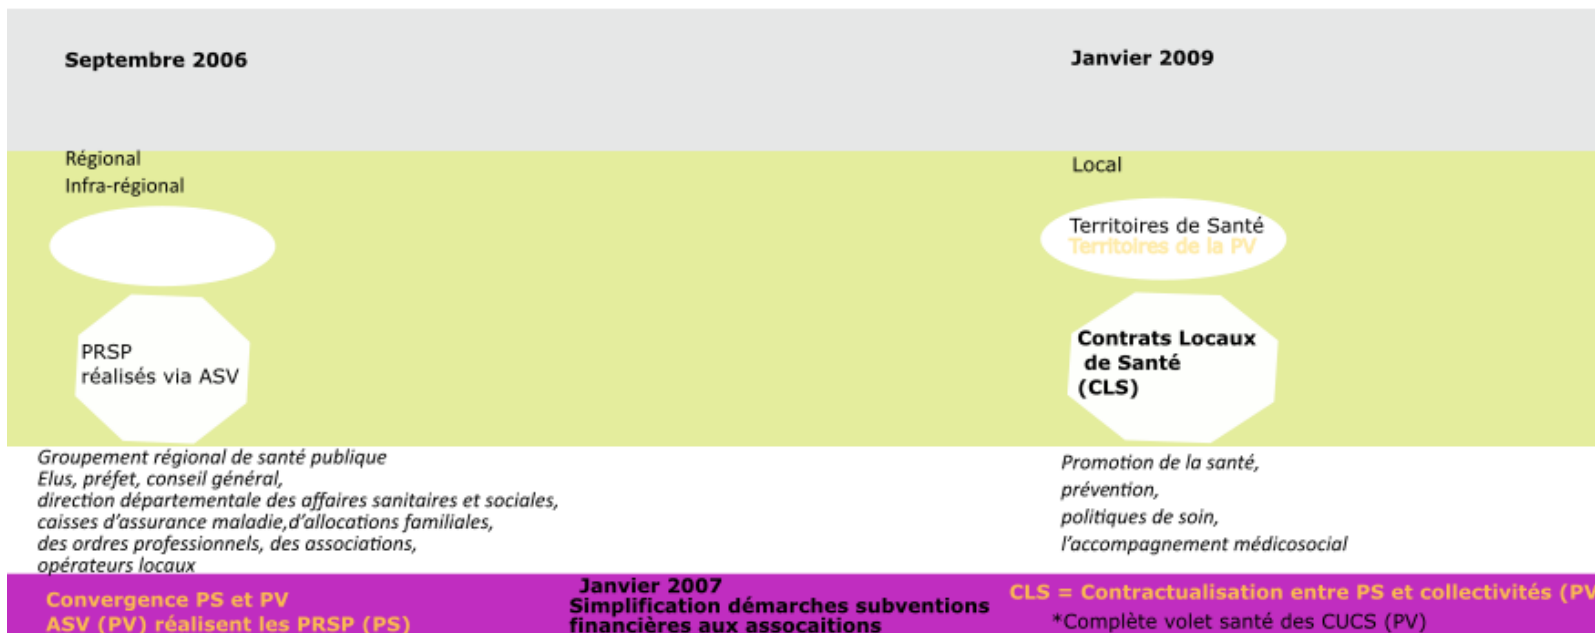 Septembre 2006
Janvier 2009
Régional
Infra-régional
Local
Territoires de Santé
Territoires de la PV
PRSP
réalisés via ASV
Contrats Locaux
de Santé
(CLS)
Groupement régional de santé publique
Elus, préfet, conseil général,
direction départementale des affaires sanitaires et sociales,
caisses d'assurance maladie,d'allocations familiales,
des ordres professionnels, des associations,
opérateurs locaux
Promotion de la santé,
prévention,
politiques de soin,
l'accompagnement médicosocial
Convergence PS et PV
ASV (PV) réalisent les PRSP (PS)
Janvier 2007
Simplification démarches subventions
financières aux assocaitions
CLS = Contractualisation entre PS et collectivités (PV
*Complète volet santé des CUCS (PV)